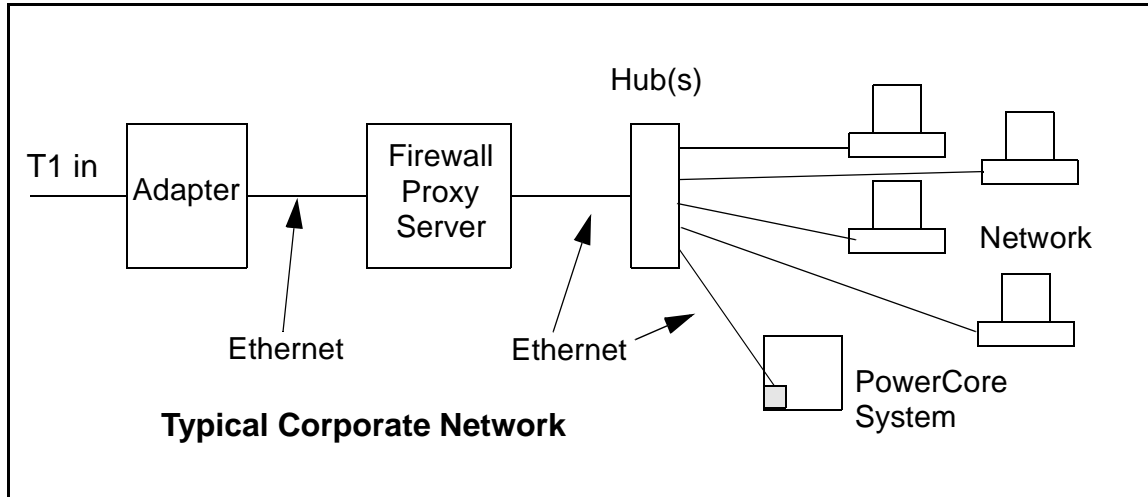 Hub(s)
T1 in
Adapter
Firewall
Proxy
Server
Network
Ethernet
Ethernet
PowerCore
System
Typical Corporate Network